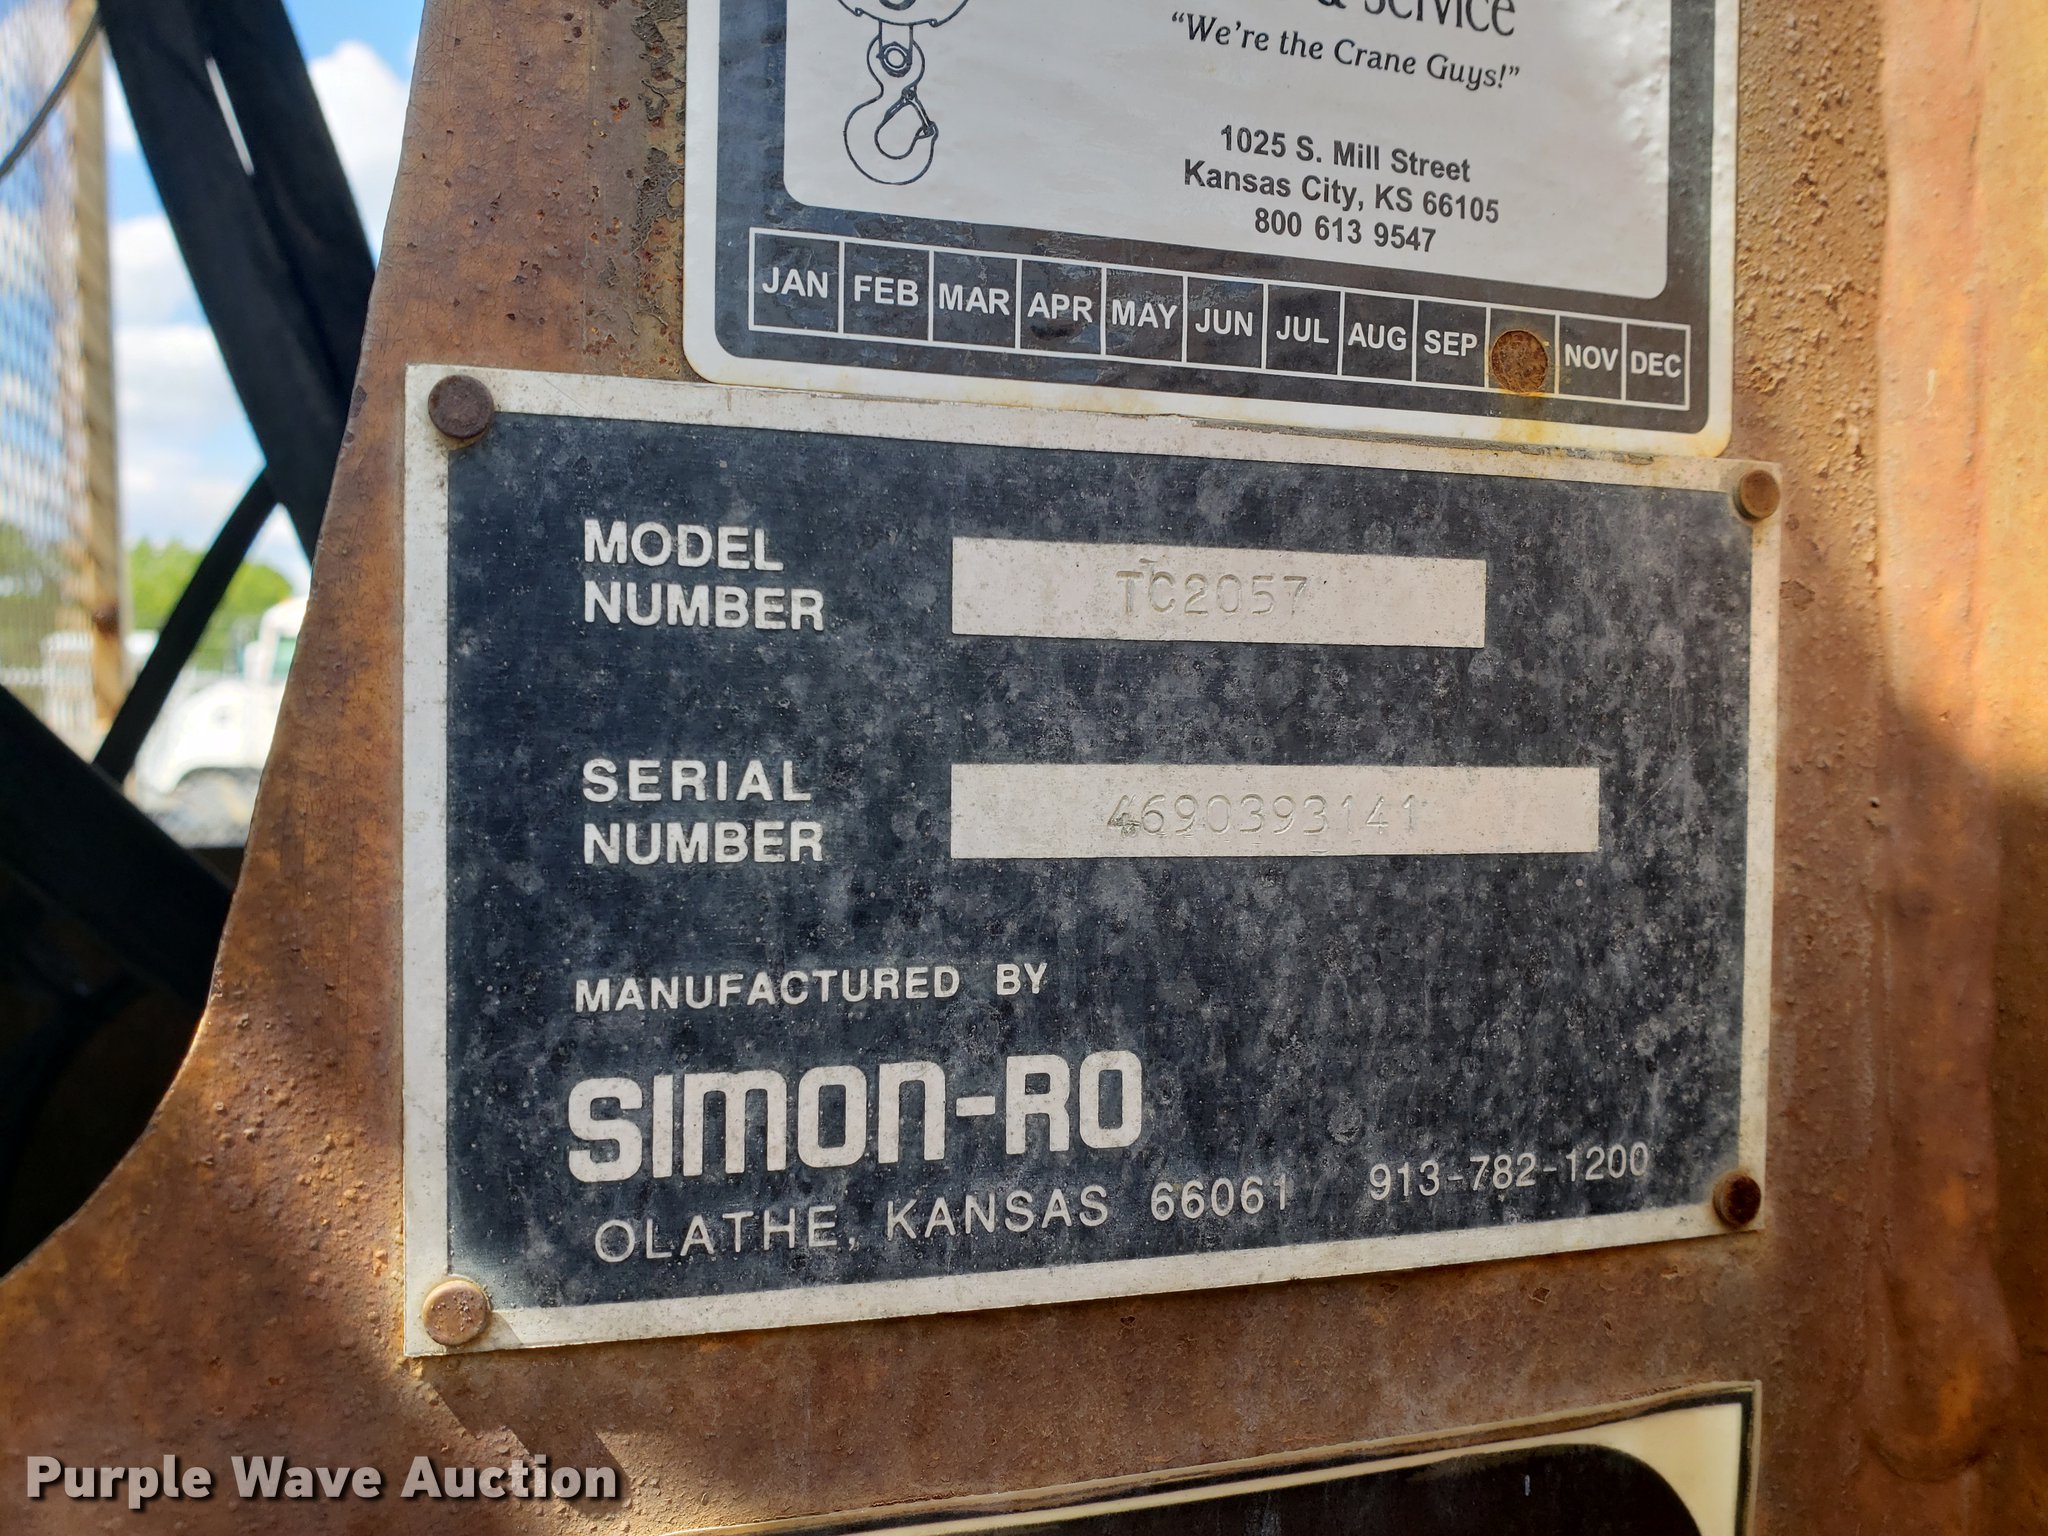 & Service
"We're the Crane Guys!"
1025 S. Mill Street
Kansas City, KS 66105
800 613 9547
JAN FEB MAR APR MAY JUN JUL AUG SEP NOV DEC
MODEL NUMBER TC2057
SERIAL NUMBER 4690393141
MANUFACTURED BY
SIMON-RO
OLATHE, KANSAS 66061 913-782-1200
Purple Wave Auction